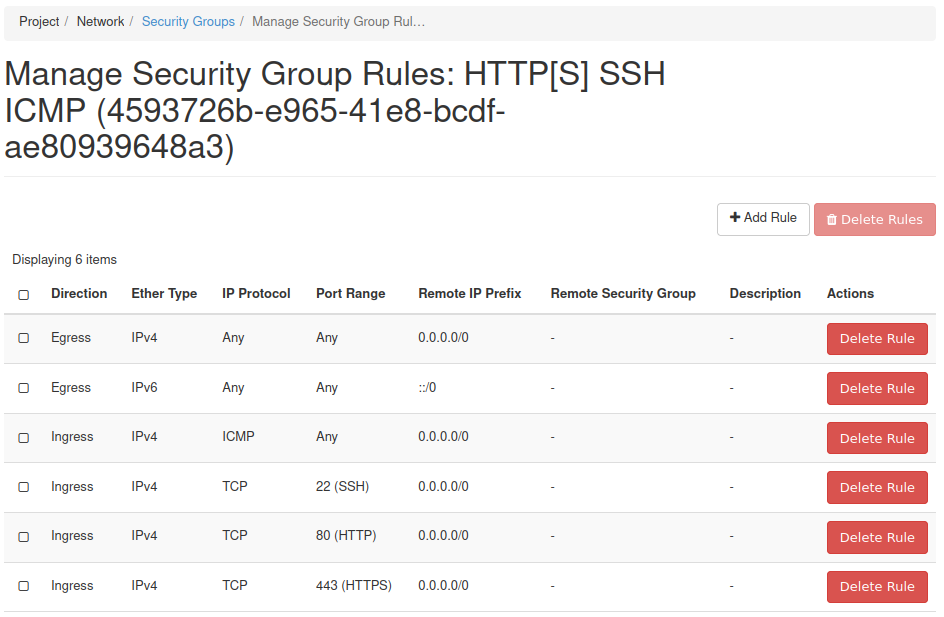 Project / Network / Security Groups / Manage Security Group Rul...
Manage Security Group Rules: HTTP[S] SSH
ICMP (4593726b-e965-41e8-bcdf-
ae80939648a3)
Add Rule Delete Rules
Displaying 6 items
Direction Ether Type IP Protocol Port Range Remote IP Prefix Remote Security Group Description Actions
Egress IPv4 Any Any 0.0.0.0/0 - - Delete Rule
Egress IPv6 Any Any ::/0 - - Delete Rule
Ingress IPv4 ICMP Any 0.0.0.0/0 - - Delete Rule
Ingress IPv4 TCP 22 (SSH) 0.0.0.0/0 - - Delete Rule
Ingress IPv4 TCP 80 (HTTP) 0.0.0.0/0 - - Delete Rule
Ingress IPv4 TCP 443 (HTTPS) 0.0.0.0/0 - - Delete Rule